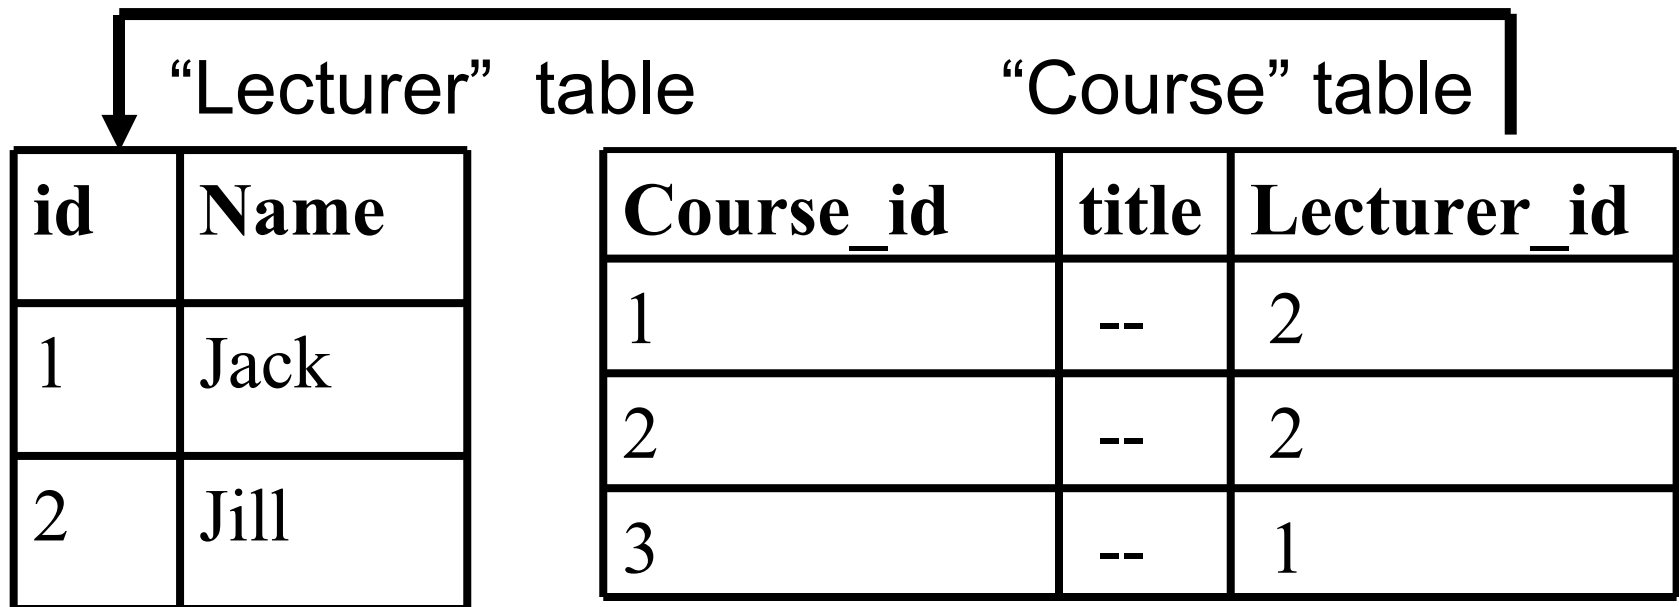 “Lecturer” table “Course” table
id Name Course_id title Lecturer_id
1 Jack 1 -- 2
2 Jill 2 -- 2
3 -- 1